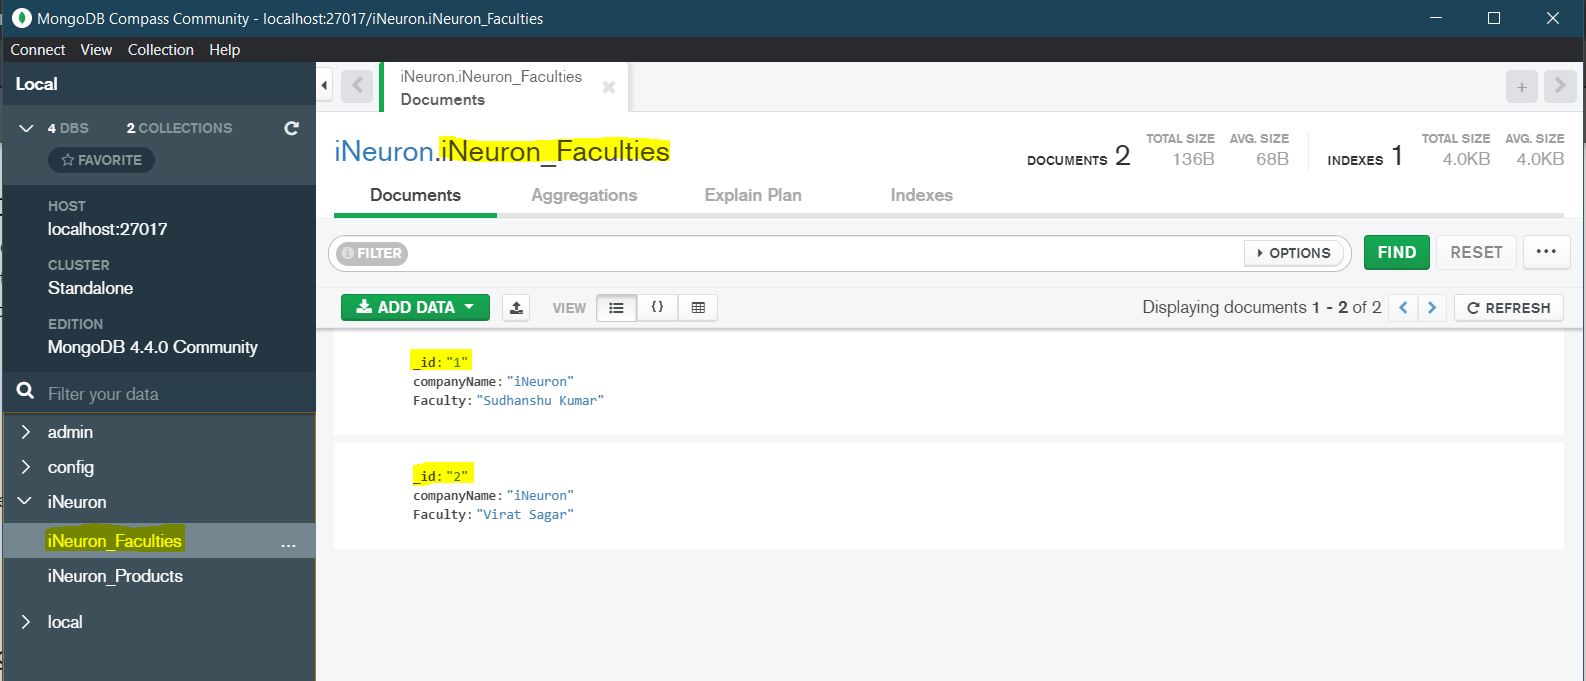 MongoDB Compass Community - localhost:27017/iNeuron.iNeuron_Faculties
Connect View Collection Help
Local
4 DBS 2 COLLECTIONS
FAVORITE
HOST
localhost:27017
CLUSTER
Standalone
EDITION
MongoDB 4.4.0 Community
Filter your data
admin
config
iNeuron
iNeuron_Faculties ...
iNeuron_Products
local
iNeuron.iNeuron_Faculties
Documents
iNeuron.iNeuron_Faculties
DOCUMENTS 2 TOTAL SIZE 136B AVG. SIZE 68B INDEXES 1 TOTAL SIZE 4.0KB AVG. SIZE 4.0KB
Documents Aggregations Explain Plan Indexes
FILTER OPTIONS FIND RESET ...
ADD DATA VIEW {} Displaying documents 1 - 2 of 2 REFRESH
_id: "1"
companyName: "iNeuron"
Faculty: "Sudhanshu Kumar"
_id: "2"
companyName: "iNeuron"
Faculty: "Virat Sagar"